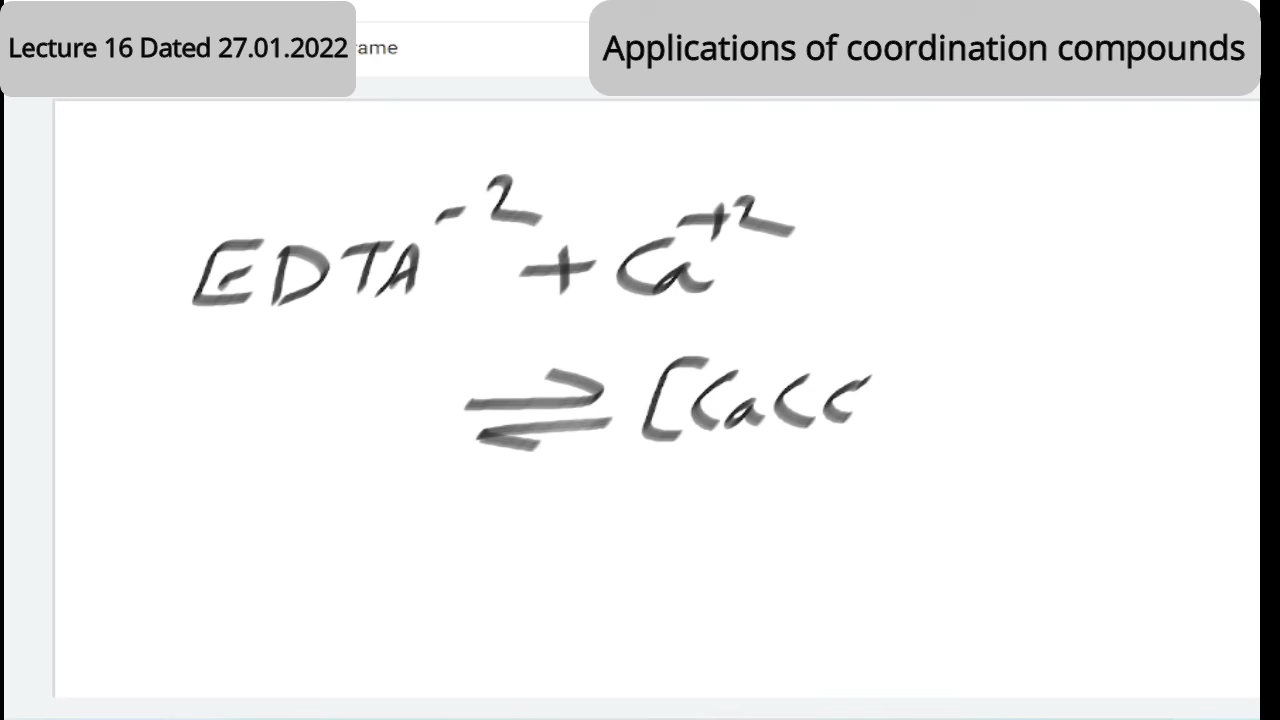 Lecture 16 Dated 27.01.2022
ame
Applications of coordination compounds
EDTA⁻² + Ca⁺²
⇌ [CaCC